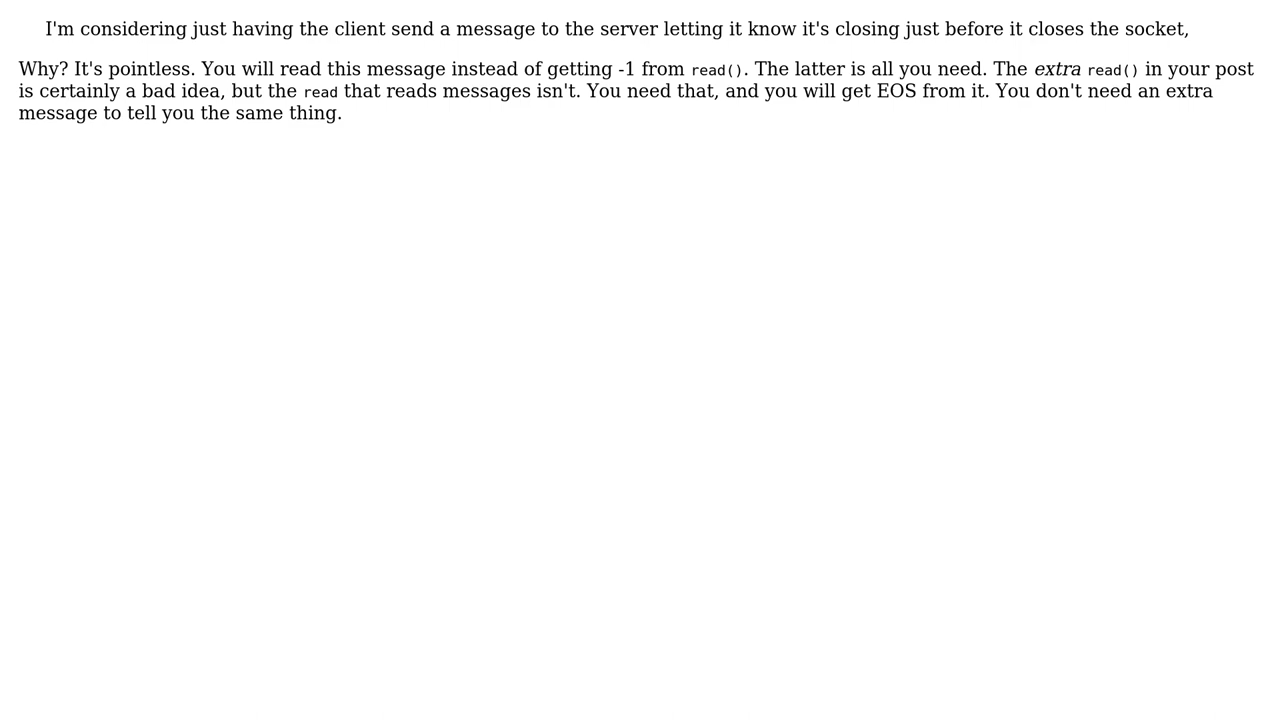 I'm considering just having the client send a message to the server letting it know it's closing just before it closes the socket,
Why? It's pointless. You will read this message instead of getting -1 from read(). The latter is all you need. The extra read() in your post
is certainly a bad idea, but the read that reads messages isn't. You need that, and you will get EOS from it. You don't need an extra
message to tell you the same thing.